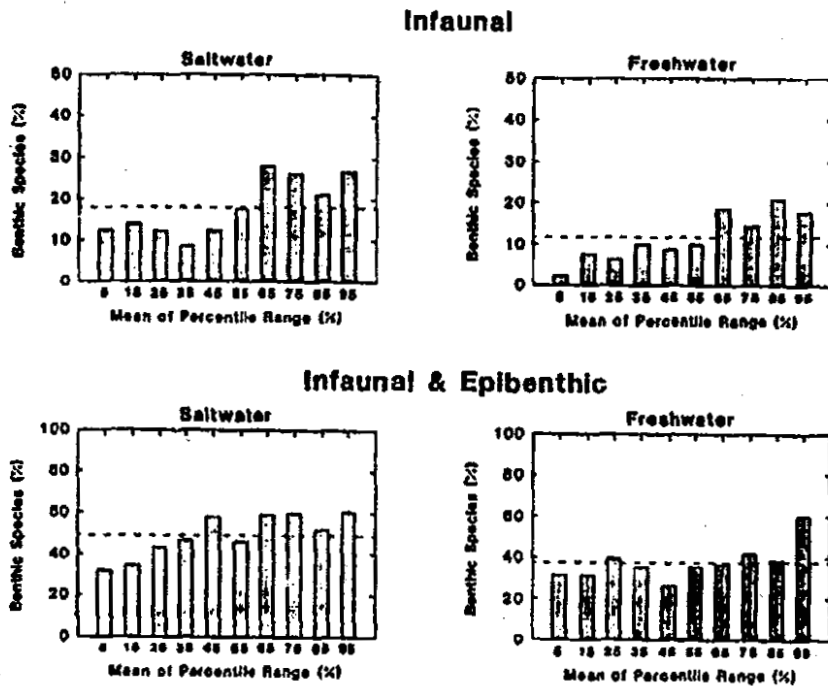 Infaunal
Saltwater
50
40
30
20
10
0
Benthic Species (%)
5 15 25 35 45 55 65 75 85 95
Mean of Percentile Range (%)
Freshwater
50
40
30
20
10
0
Benthic Species (%)
5 15 25 35 45 55 65 75 85 95
Mean of Percentile Range (%)
Infaunal & Epibenthic
Saltwater
100
80
60
40
20
0
Benthic Species (%)
5 15 25 35 45 55 65 75 85 95
Mean of Percentile Range (%)
Freshwater
100
80
60
40
20
0
Benthic Species (%)
5 15 25 35 45 55 65 75 85 95
Mean of Percentile Range (%)